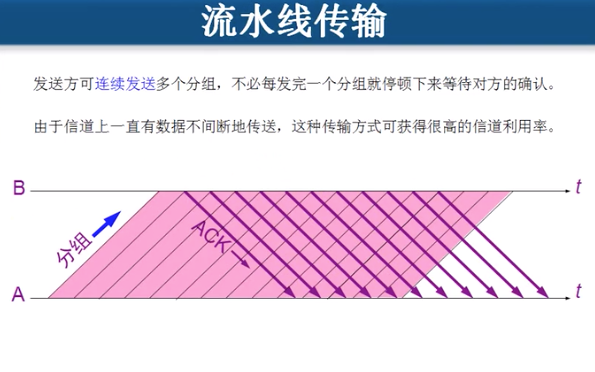 流水线传输
发送方可连续发送多个分组，不必每发完一个分组就停顿下来等待对方的确认。
由于信道上一直有数据不间断地传送，这种传输方式可获得很高的信道利用率。
B
t
分组
ACK
A
t